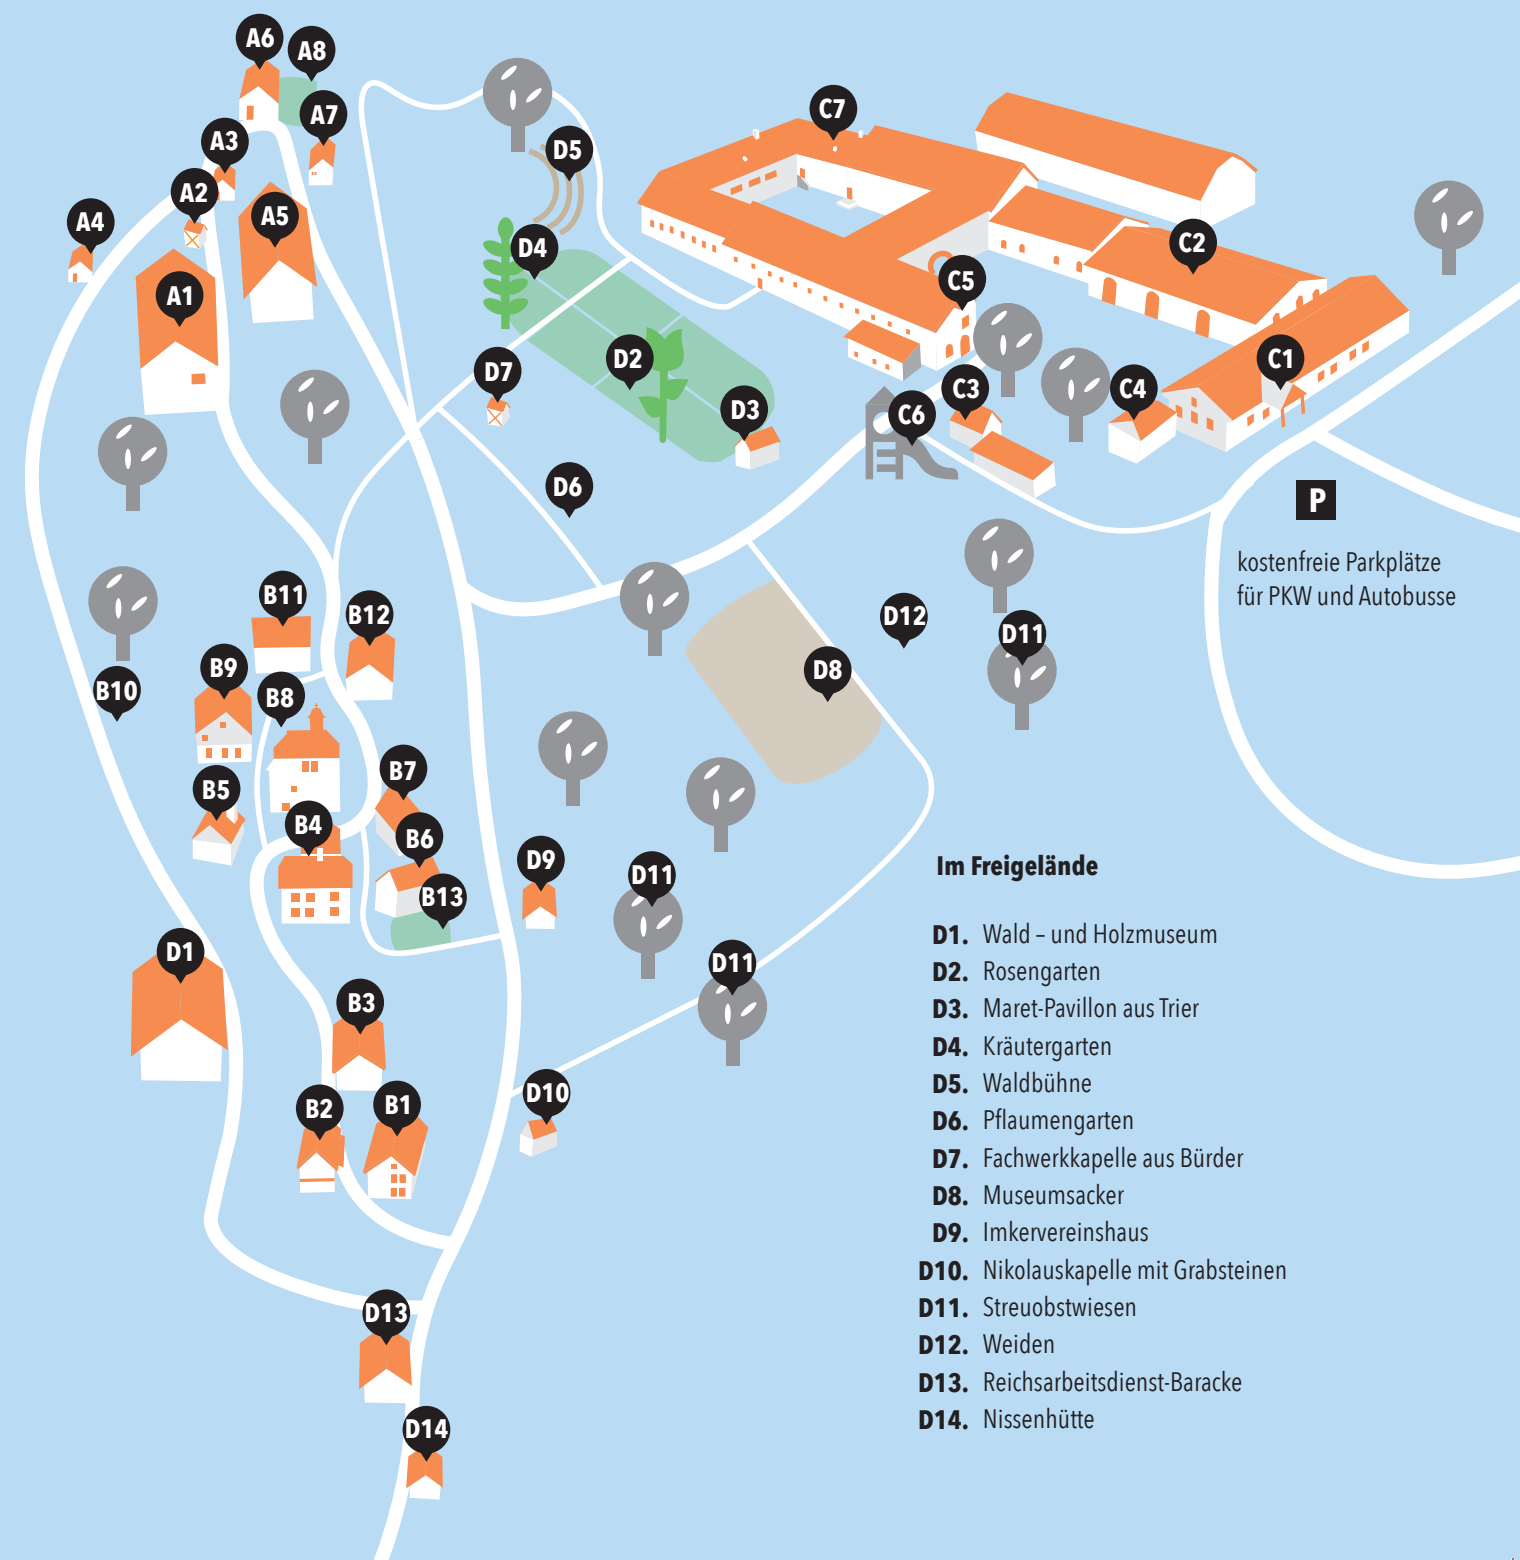 A6
A8
A7
A3
A2
A5
A4
A1
D5
D4
D2
D7
D3
D6
C7
C2
C5
C1
C3
C4
C6
P
kostenfreie Parkplätze
für PKW und Autobusse
B11
B12
B9
B8
B10
B5
B7
B4
B6
B13
D12
D11
D8
D9
D11
D11
D1
B3
B2
B1
D10
D13
D14
Im Freigelände
D1. Wald – und Holzmuseum
D2. Rosengarten
D3. Maret-Pavillon aus Trier
D4. Kräutergarten
D5. Waldbühne
D6. Pflaumengarten
D7. Fachwerkkapelle aus Bürder
D8. Museumsacker
D9. Imkervereinshaus
D10. Nikolauskapelle mit Grabsteinen
D11. Streuobstwiesen
D12. Weiden
D13. Reichsarbeitsdienst-Baracke
D14. Nissenhütte